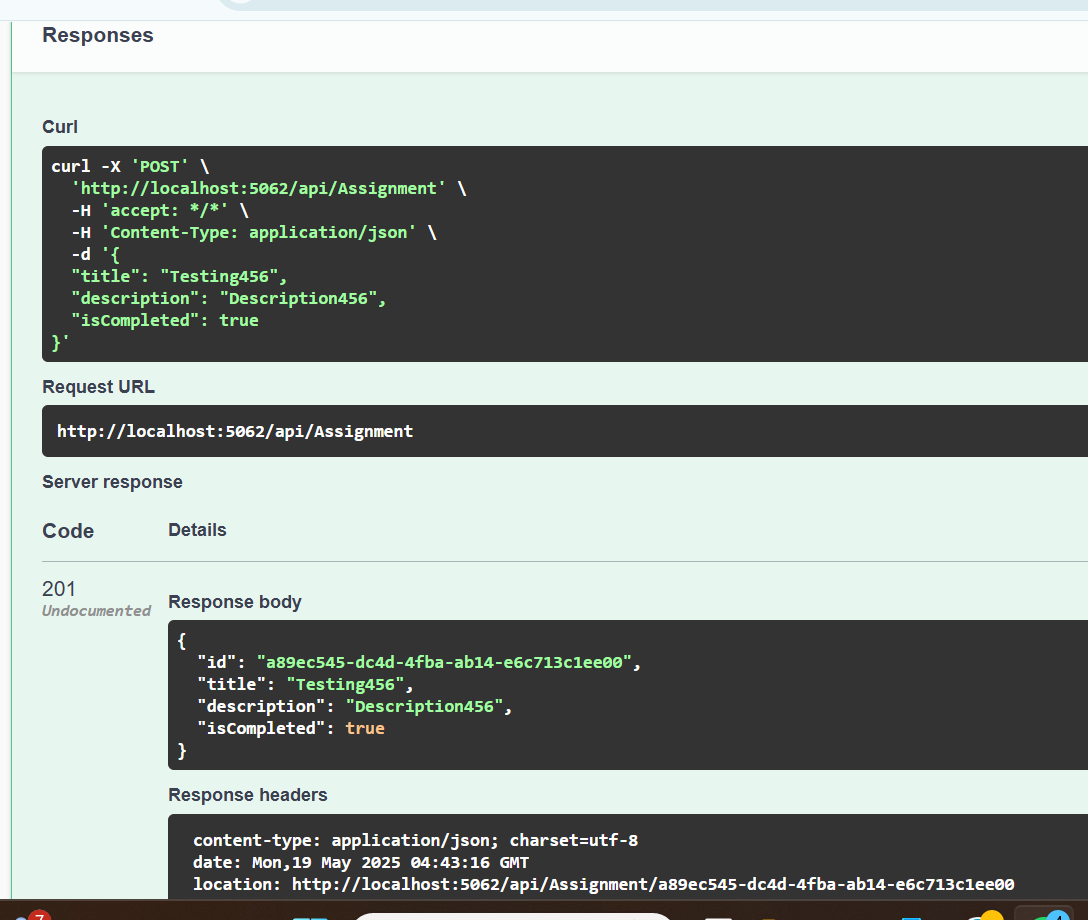 Responses
Curl
curl -X 'POST' \
  'http://localhost:5062/api/Assignment' \
  -H 'accept: */*' \
  -H 'Content-Type: application/json' \
  -d '{
  "title": "Testing456",
  "description": "Description456",
  "isCompleted": true
}'
Request URL
http://localhost:5062/api/Assignment
Server response
Code Details
201
Undocumented
Response body
{
  "id": "a89ec545-dc4d-4fba-ab14-e6c713c1ee00",
  "title": "Testing456",
  "description": "Description456",
  "isCompleted": true
}
Response headers
content-type: application/json; charset=utf-8
date: Mon,19 May 2025 04:43:16 GMT
location: http://localhost:5062/api/Assignment/a89ec545-dc4d-4fba-ab14-e6c713c1ee00
7